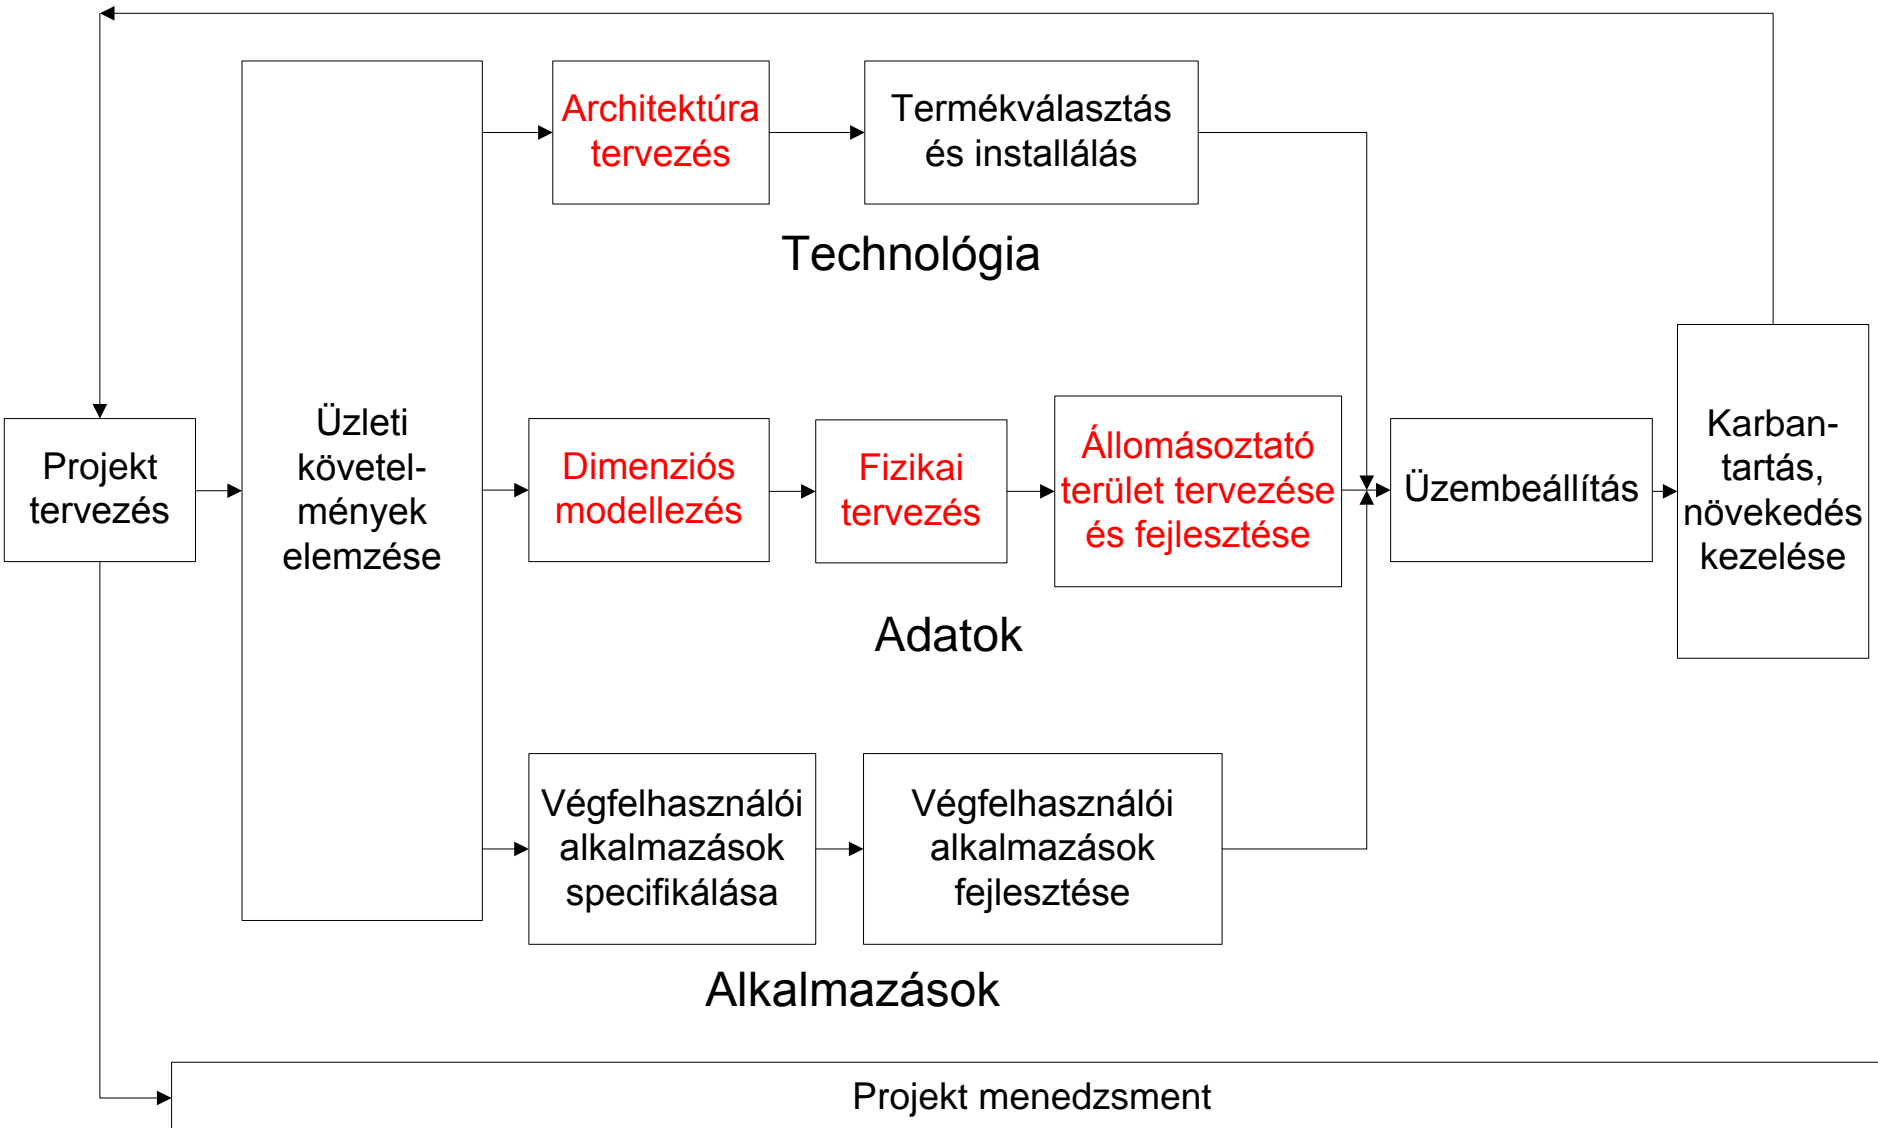 Architektúra
tervezés
Termékválasztás
és installálás
Technológia
Projekt
tervezés
Üzleti
követel-
mények
elemzése
Dimenziós
modellezés
Fizikai
tervezés
Állomásoztató
terület tervezése
és fejlesztése
Üzembeállítás
Karban-
tartás,
növekedés
kezelése
Adatok
Végfelhasználói
alkalmazások
specifikálása
Végfelhasználói
alkalmazások
fejlesztése
Alkalmazások
Projekt menedzsment